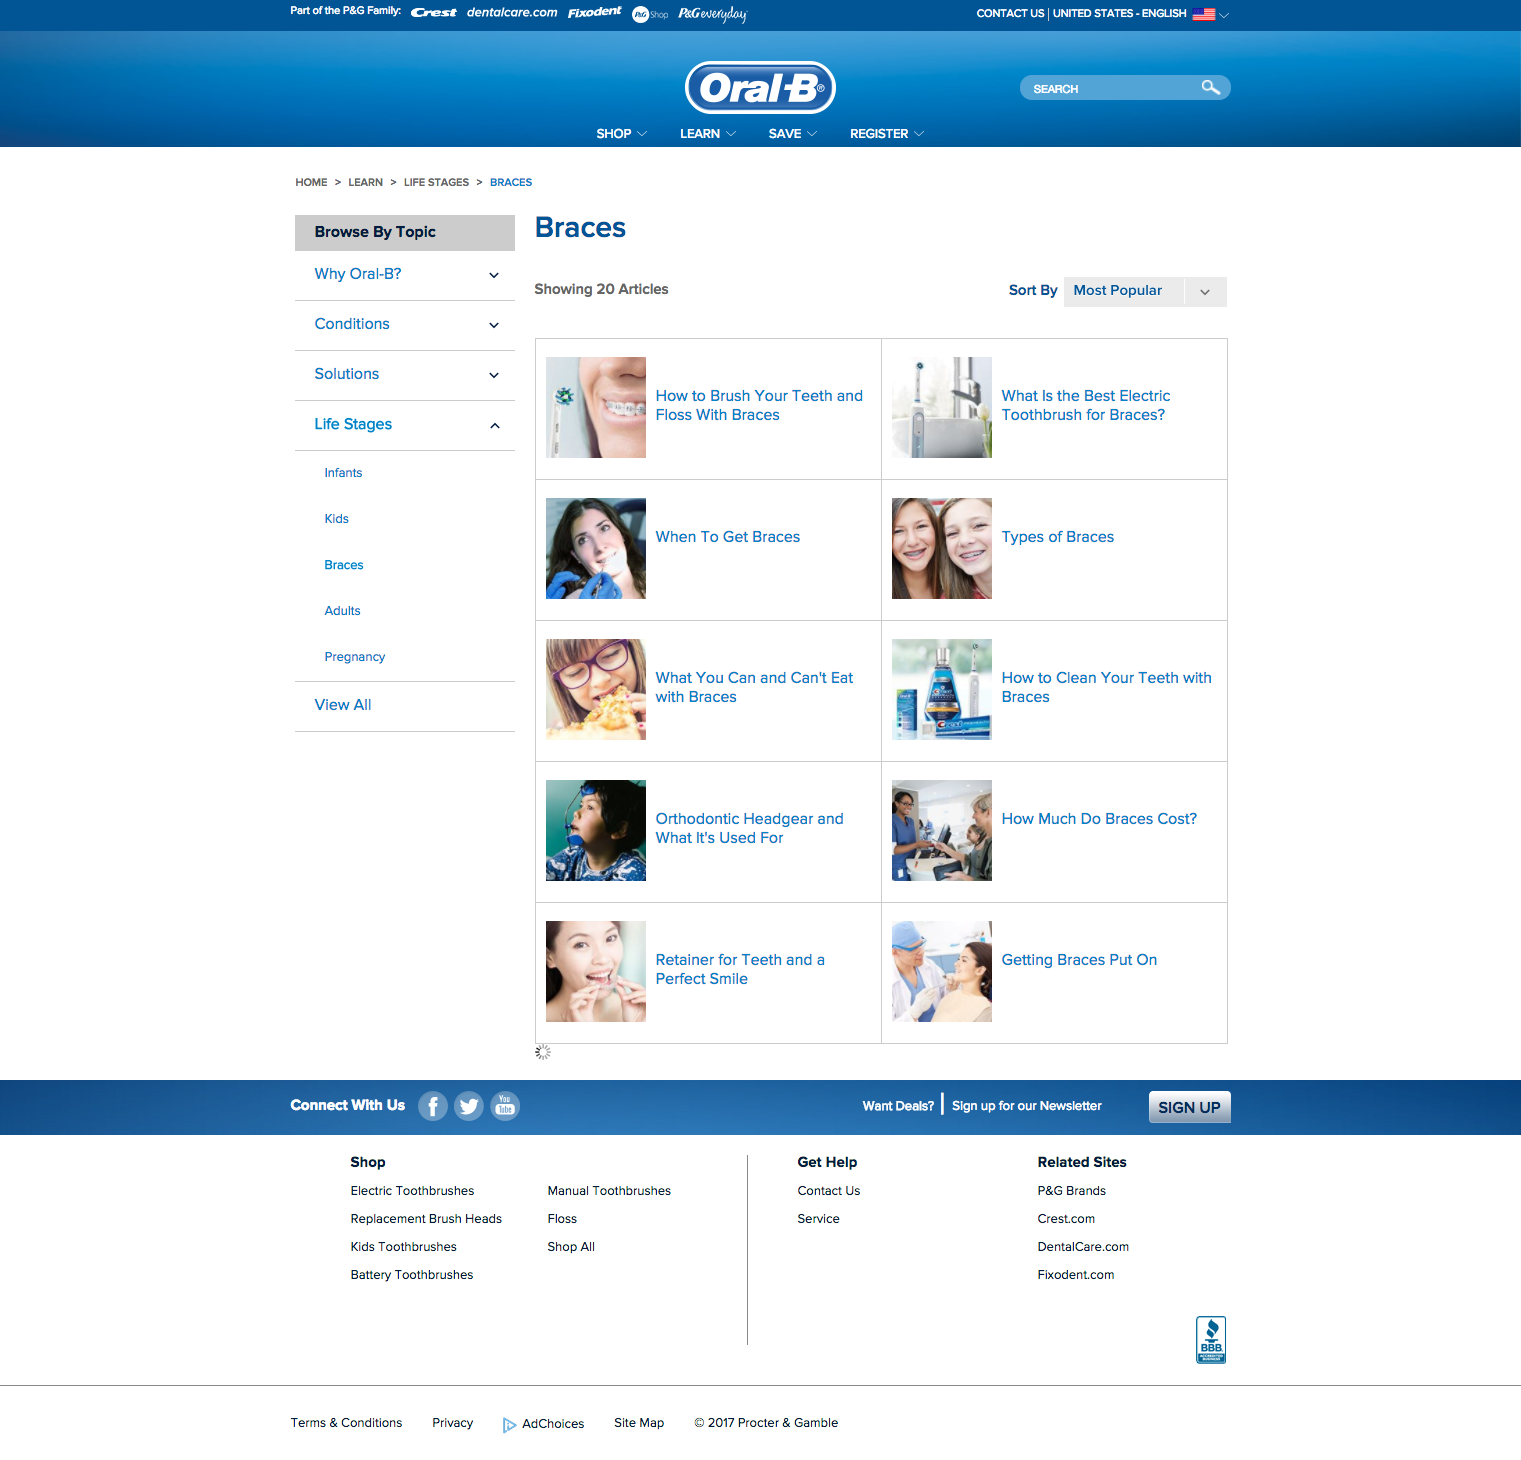 Part of the P&G Family: Crest dentalcare.com Fixodent P&G Shop P&G everyday
CONTACT US | UNITED STATES - ENGLISH
Oral-B®
SEARCH
SHOP LEARN SAVE REGISTER
HOME > LEARN > LIFE STAGES > BRACES
Browse By Topic
Why Oral-B?
Conditions
Solutions
Life Stages
Infants
Kids
Braces
Adults
Pregnancy
View All
Braces
Showing 20 Articles
Sort By Most Popular
How to Brush Your Teeth and
Floss With Braces
What Is the Best Electric
Toothbrush for Braces?
When To Get Braces
Types of Braces
What You Can and Can't Eat
with Braces
How to Clean Your Teeth with
Braces
Orthodontic Headgear and
What It's Used For
How Much Do Braces Cost?
Retainer for Teeth and a
Perfect Smile
Getting Braces Put On
Connect With Us
You
Tube
Want Deals? | Sign up for our Newsletter
SIGN UP
Shop
Electric Toothbrushes
Replacement Brush Heads
Kids Toothbrushes
Battery Toothbrushes
Manual Toothbrushes
Floss
Shop All
Get Help
Contact Us
Service
Related Sites
P&G Brands
Crest.com
DentalCare.com
Fixodent.com
BBB
ACCREDITED
BUSINESS
Terms & Conditions Privacy AdChoices Site Map © 2017 Procter & Gamble